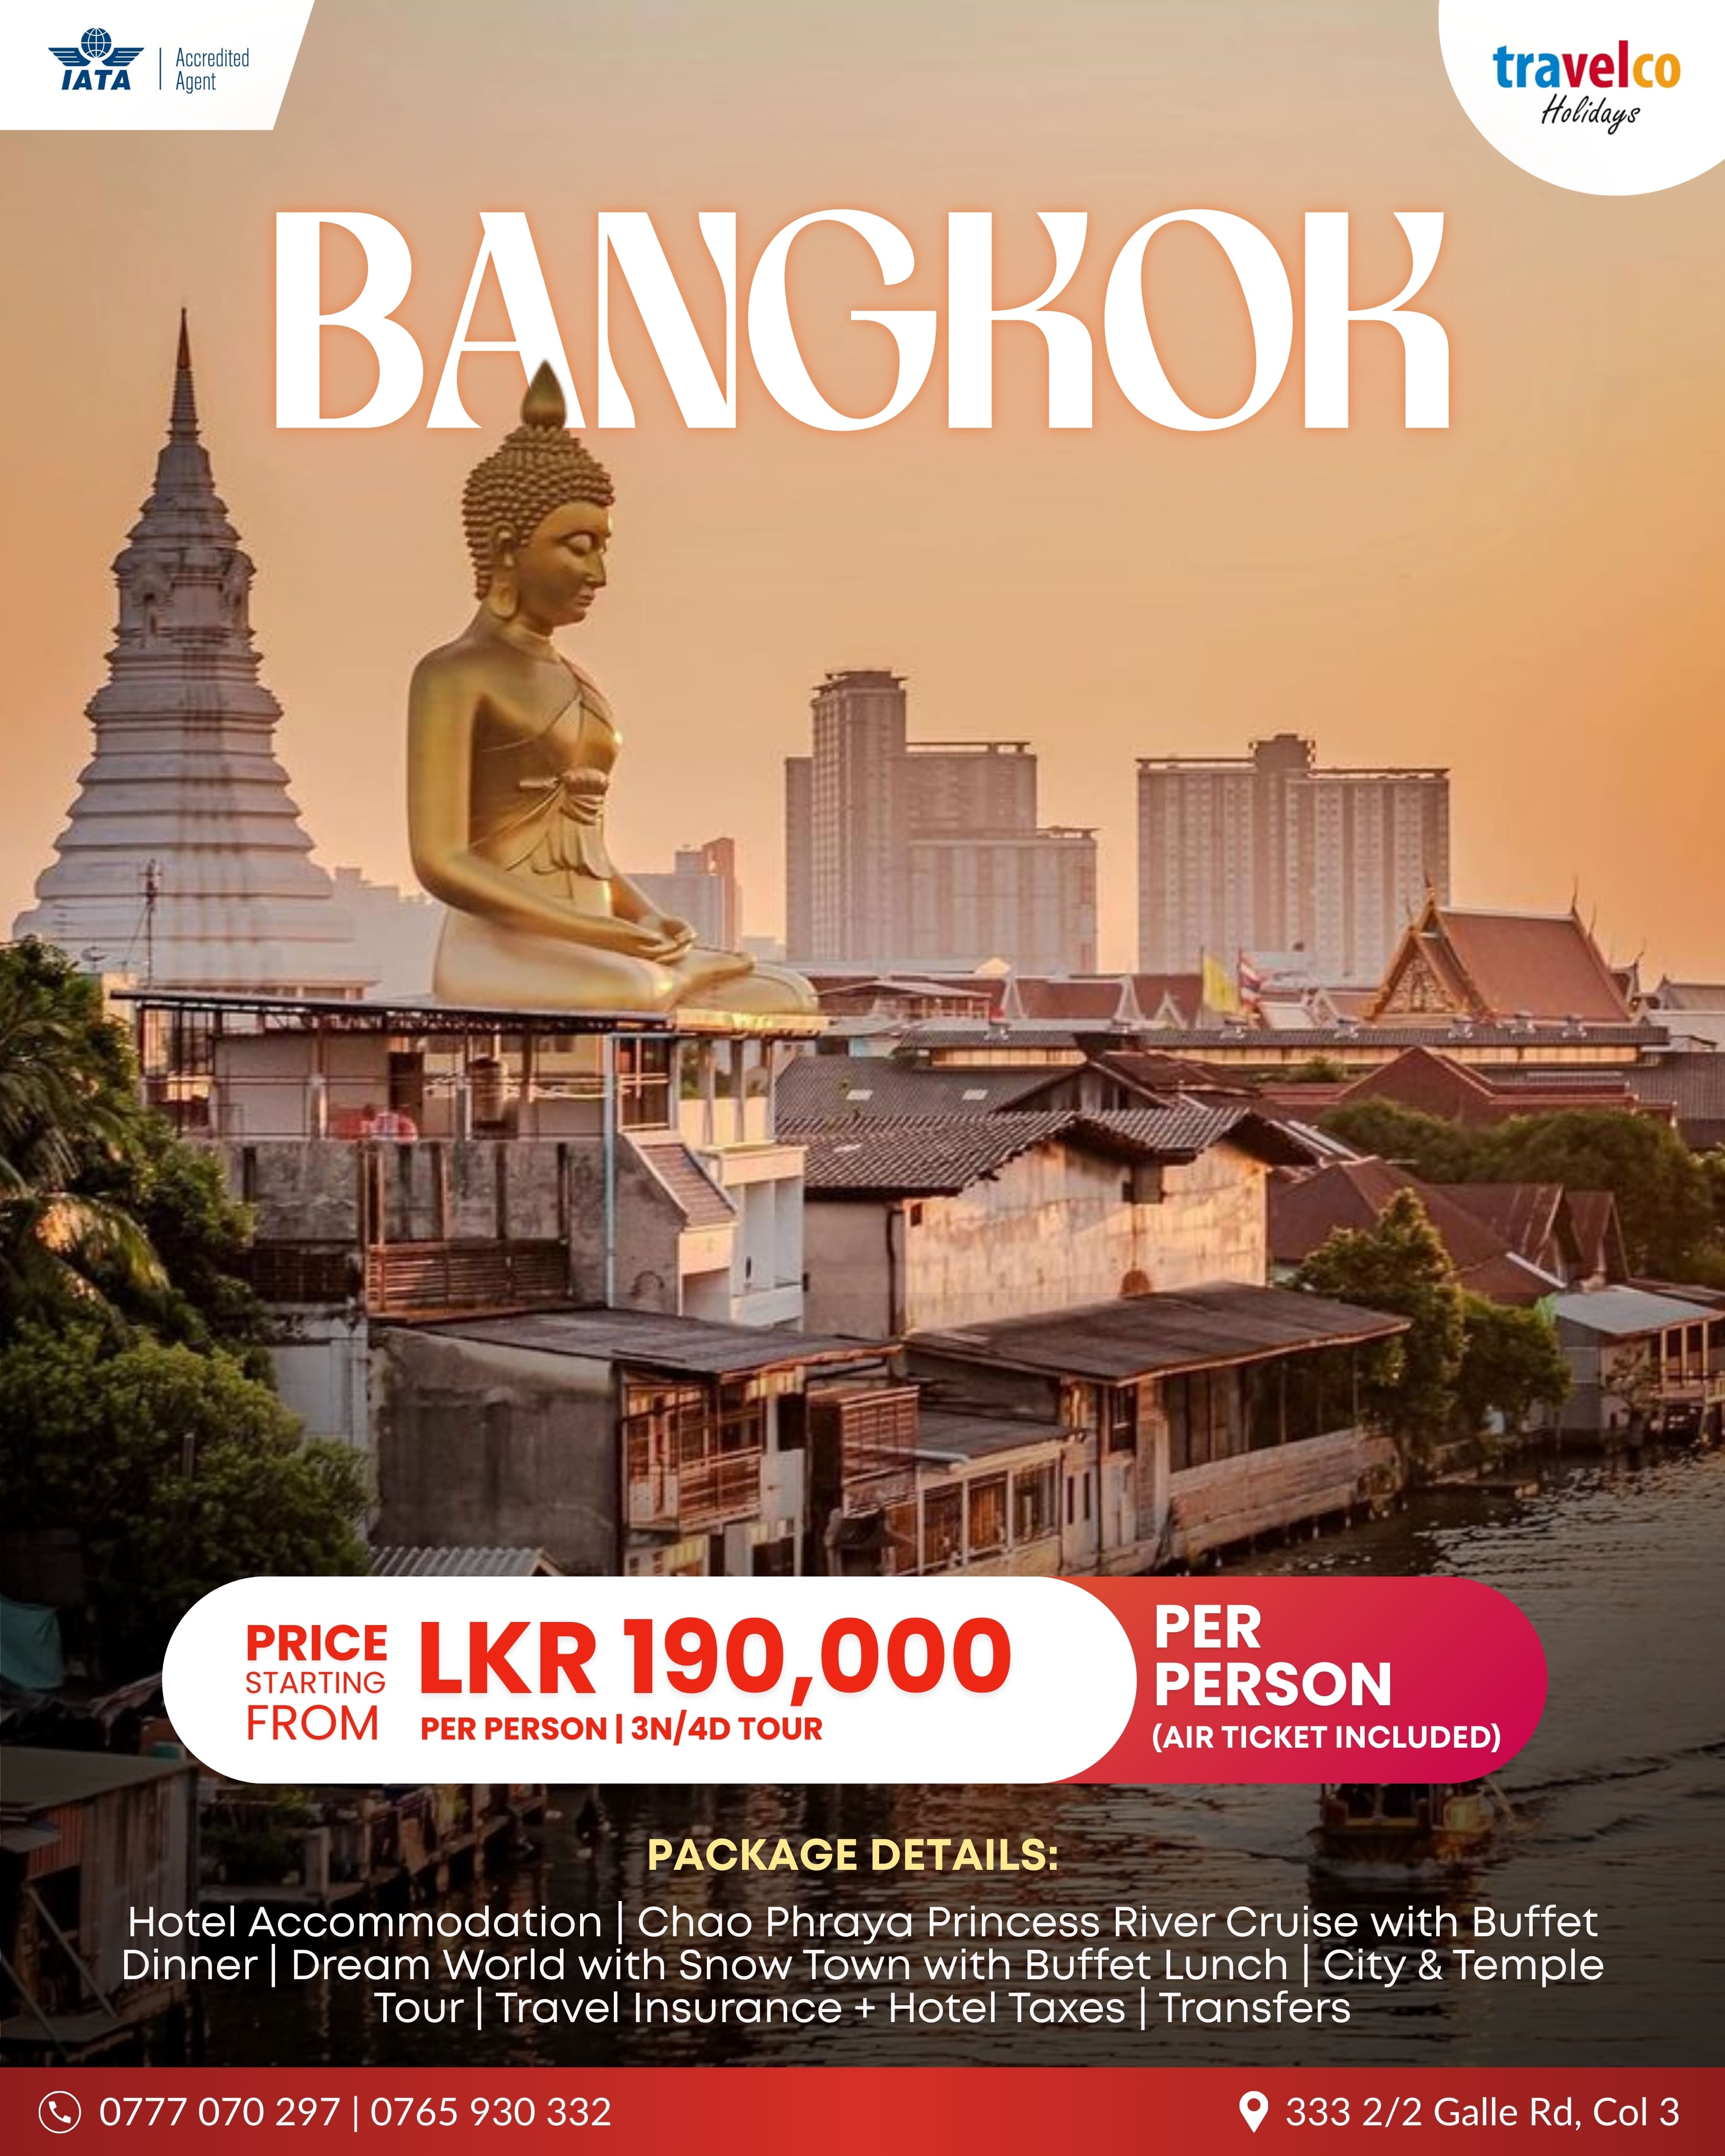 IATA
Accredited
Agent
travelco
Holidays
BANGKOK
PRICE
STARTING
FROM
LKR 190,000
PER PERSON | 3N/4D TOUR
PER
PERSON
(AIR TICKET INCLUDED)
PACKAGE DETAILS:
Hotel Accommodation | Chao Phraya Princess River Cruise with Buffet
Dinner | Dream World with Snow Town with Buffet Lunch | City & Temple
Tour | Travel Insurance + Hotel Taxes | Transfers
0777 070 297 | 0765 930 332
333 2/2 Galle Rd, Col 3